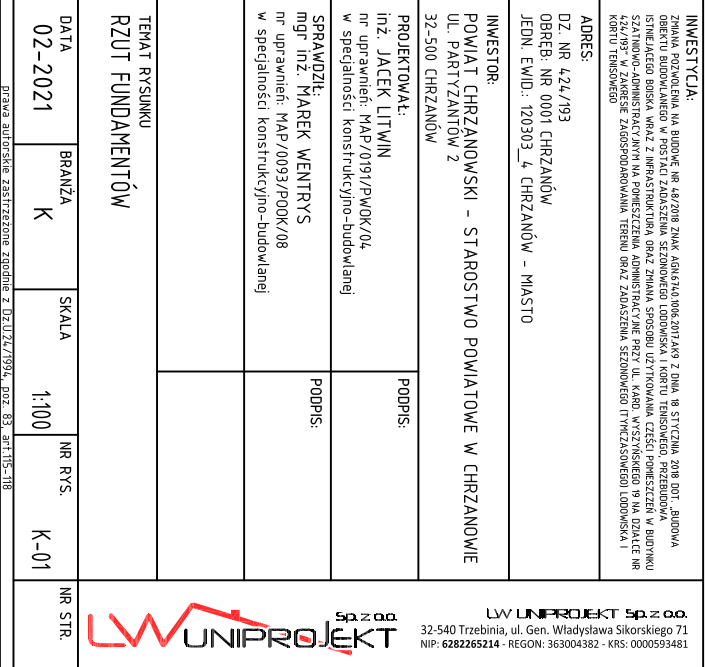 INWESTYCJA:
ZMIANA POZWOLENIA NA BUDOWĘ NR 48/2018 ZNAK AGN.6740.1006.2017.AK9 Z DNIA 18 STYCZNIA 2018 DOT. „BUDOWA
OBIEKTU BUDOWLANEGO W POSTACI ZADASZENIA SEZONOWEGO LODOWISKA I KORTU TENISOWEGO, PRZEBUDOWA
ISTNIEJĄCEGO BOISKA WRAZ Z INFRASTRUKTURĄ ORAZ ZMIANA SPOSOBU UŻYTKOWANIA CZĘŚCI POMIESZCZEŃ W BUDYNKU
SZATNIOWO-ADMINISTRACYJNYM NA POMIESZCZENIA ADMINISTRACYJNE PRZY UL. KARD. WYSZYŃSKIEGO 19 NA DZIAŁCE NR
424/193" W ZAKRESIE ZAGOSPODAROWANIA TERENU ORAZ ZADASZENIA SEZONOWEGO (TYMCZASOWEGO) LODOWISKA I
KORTU TENISOWEGO
ADRES:
DZ. NR 424/193
OBRĘB: NR 0001 CHRZANÓW
JEDN. EWID.: 120303_4 CHRZANÓW - MIASTO
INWESTOR:
POWIAT CHRZANOWSKI - STAROSTWO POWIATOWE W CHRZANOWIE
UL. PARTYZANTÓW 2
32-500 CHRZANÓW
PROJEKTOWAŁ:
inż. JACEK LITWIN
nr uprawnień: MAP/0191/PWOK/04
w specjalności konstrukcyjno-budowlanej
PODPIS:
SPRAWDZIŁ:
mgr inż. MAREK WENTRYS
nr uprawnień: MAP/0093/POOK/08
w specjalności konstrukcyjno-budowlanej
PODPIS:
TEMAT RYSUNKU
RZUT FUNDAMENTÓW
DATA
02-2021
BRANŻA
K
SKALA
1:100
NR RYS.
K-01
NR STR.
prawa autorskie zastrzeżone zgodnie z Dz.U.24/1994, poz. 83, art.115-118
LW UNIPROJEKT Sp. z o.o.
32-540 Trzebinia, ul. Gen. Władysława Sikorskiego 71
NIP: 6282265214 - REGON: 363004382 - KRS: 0000593481
LW UNIPROJEKT Sp. z o.o.